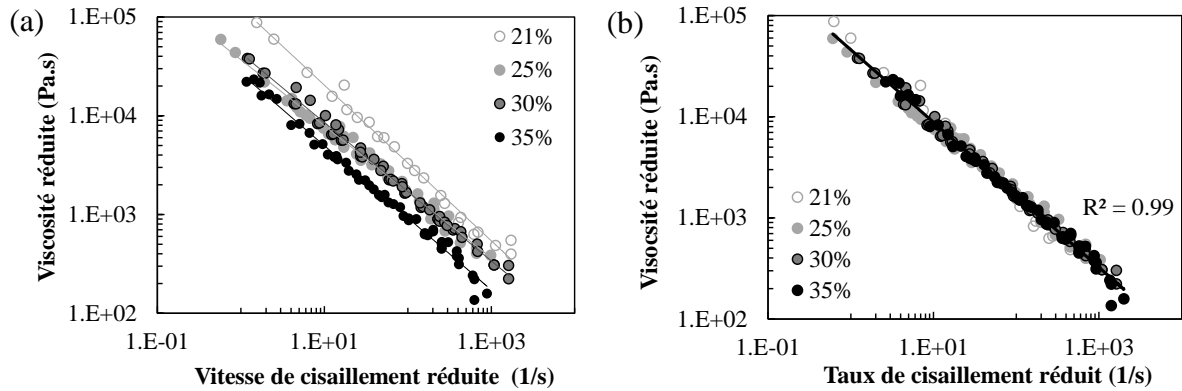 (a)
1.E+05
1.E+04
1.E+03
1.E+02
Viscosité réduite (Pa.s)
21%
25%
30%
35%
1.E-01
1.E+01
1.E+03
Vitesse de cisaillement réduite (1/s)
(b)
1.E+05
1.E+04
1.E+03
1.E+02
Visocsité réduite (Pa.s)
R² = 0.99
21%
25%
30%
35%
1.E-01
1.E+01
1.E+03
Taux de cisaillement réduit (1/s)